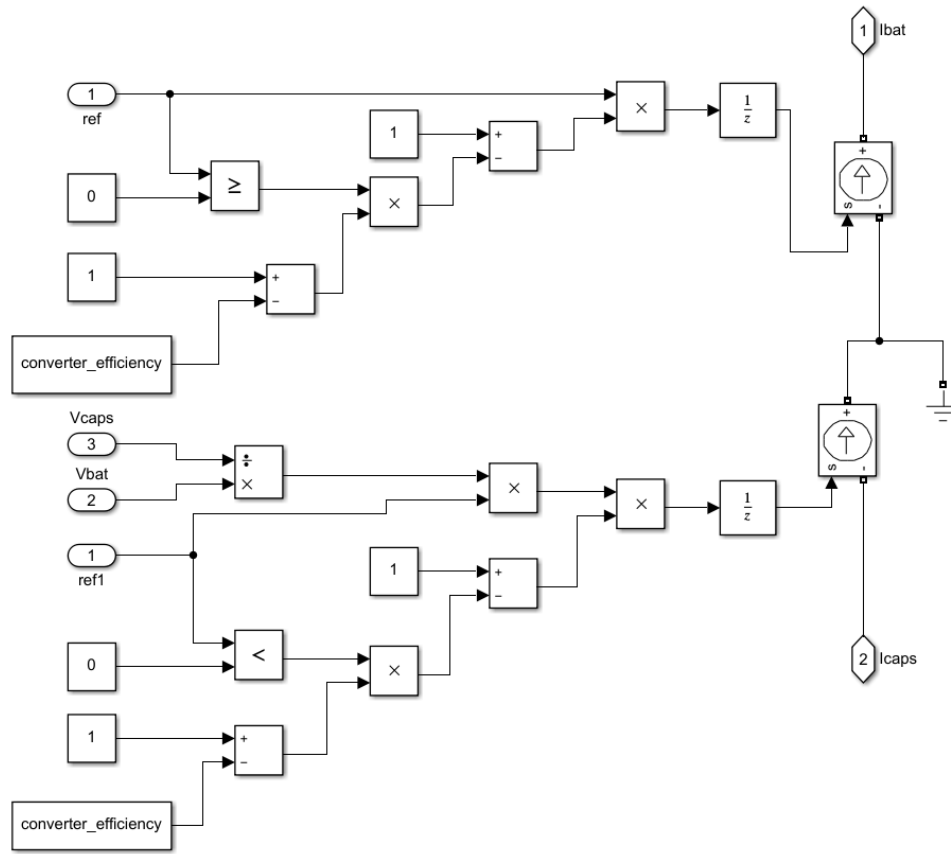 1
Ibat
1
ref
1
+
−
×
1
z
0
≥
×
+
s
-
1
+
−
converter_efficiency
Vcaps
3
÷
×
Vbat
2
×
×
1
z
+
s
-
1
ref1
1
+
−
0
<
×
2
Icaps
1
+
−
converter_efficiency